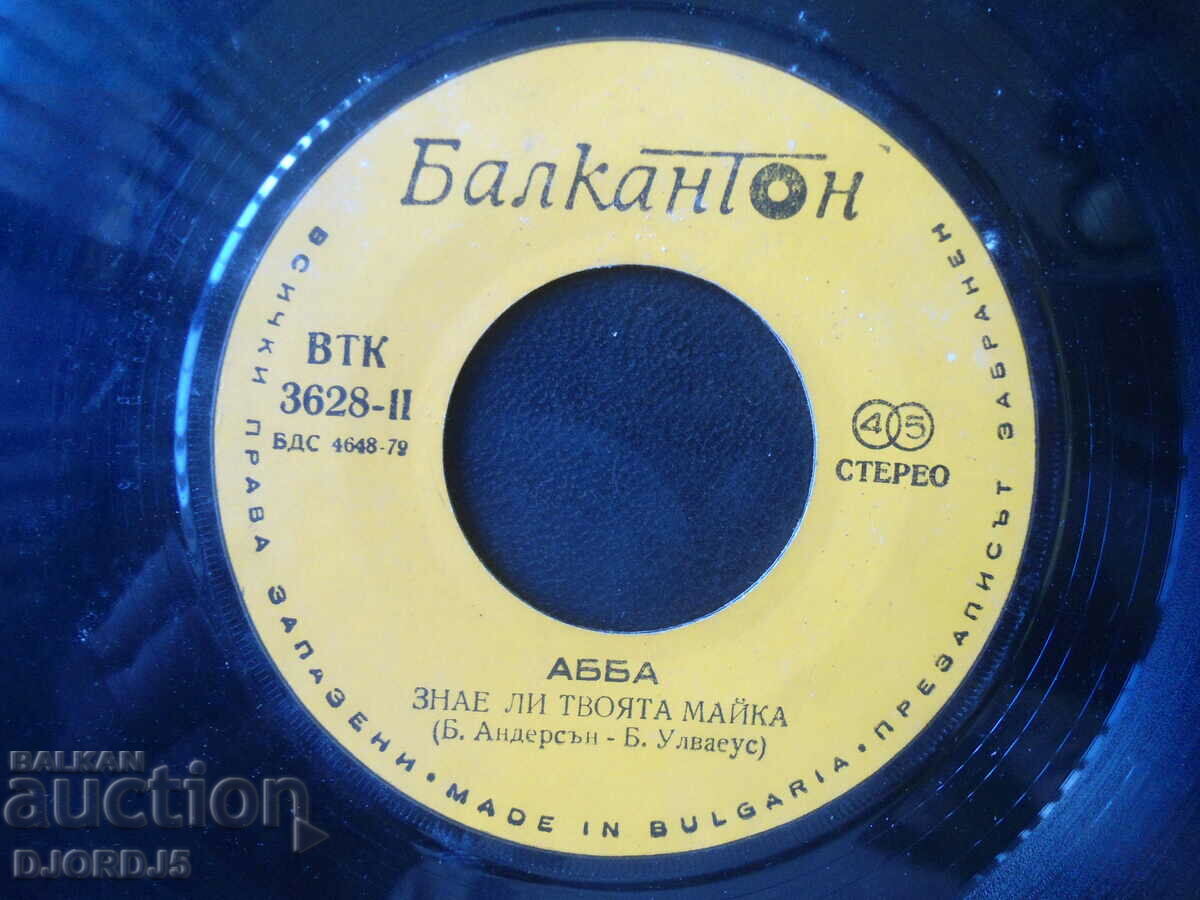 Балкантон
ВТК
3628-II
БДС 4648-79
45
СТЕРЕО
АББА
ЗНАЕ ЛИ ТВОЯТА МАЙКА
(Б. Андерсън - Б. Улваеус)
ВСИЧКИ ПРАВА ЗАПАЗЕНИ • MADE IN BULGARIA • ПРЕЗАПИСЪТ ЗАБРАНЕН
BALKAN
auction
DJORDJ5